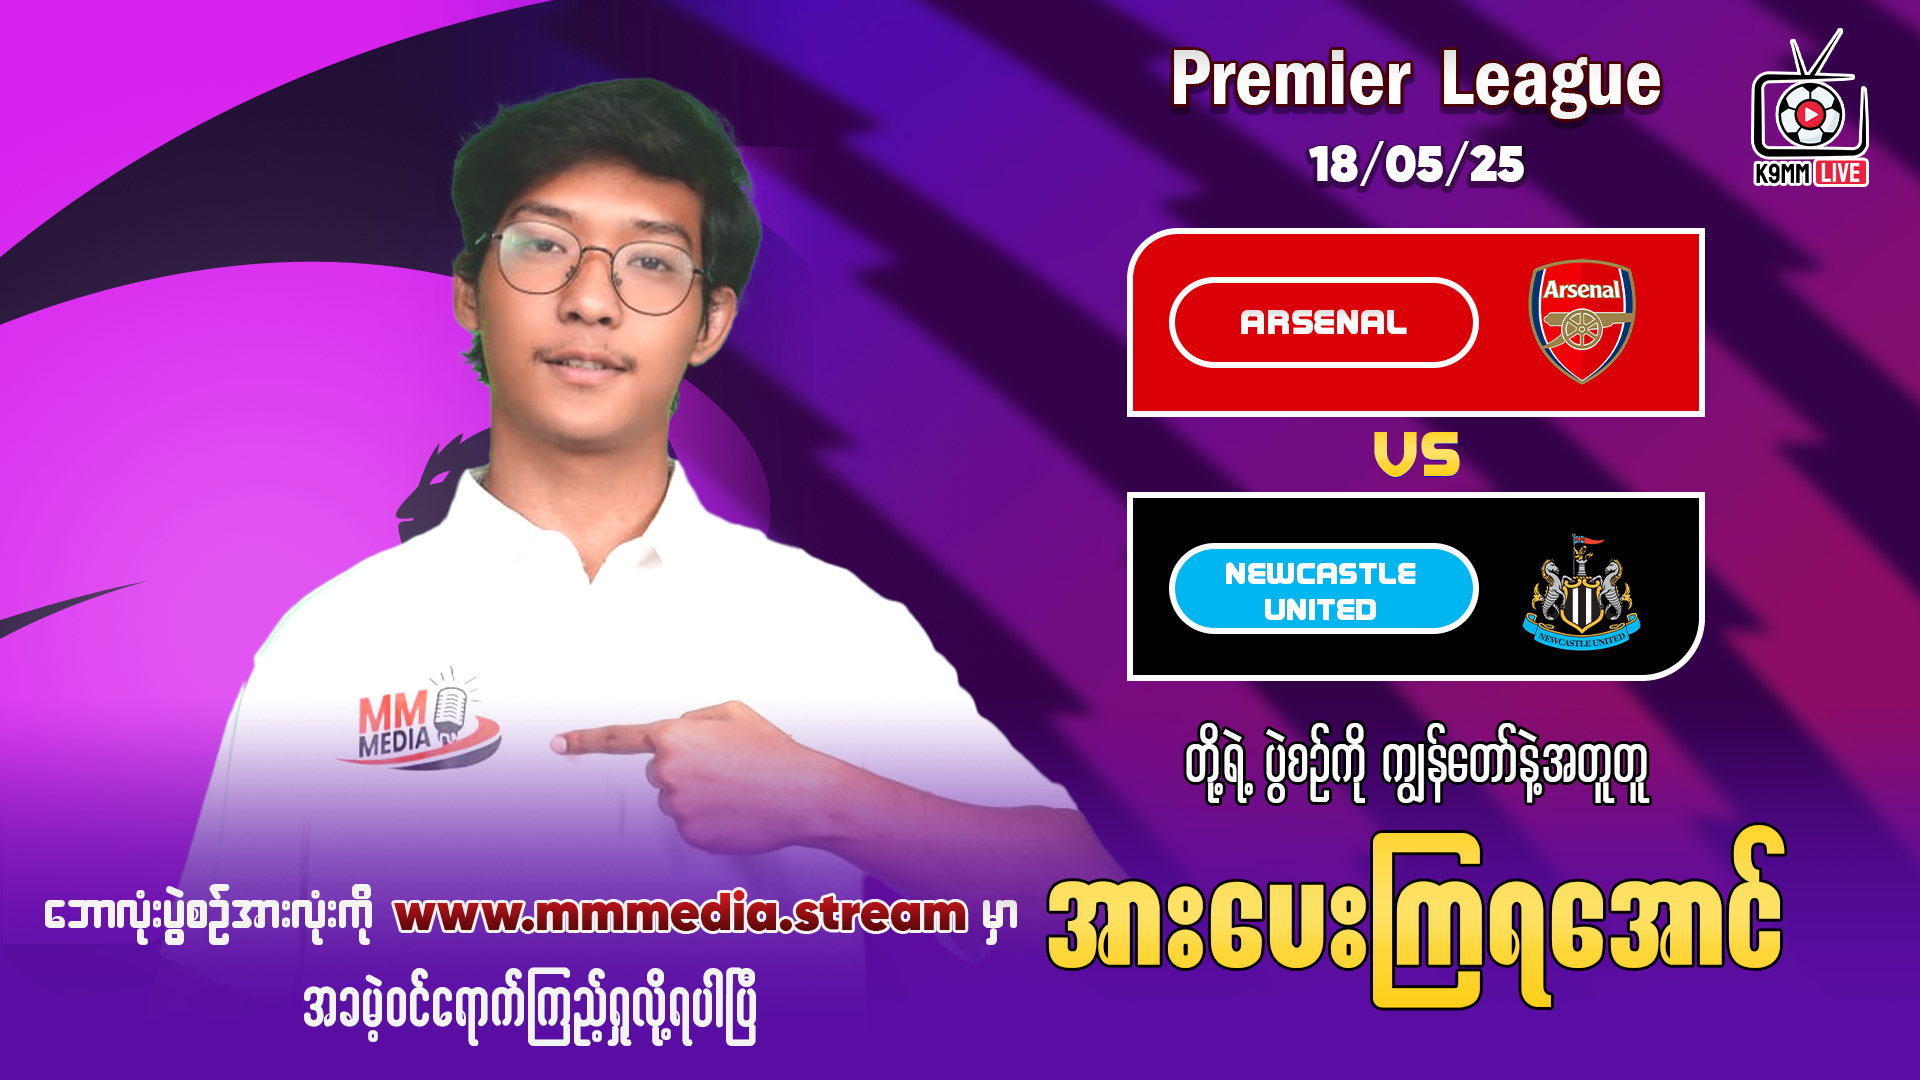 Premier League
18/05/25
K9MM LIVE
ARSENAL
Arsenal
VS
NEWCASTLE
UNITED
NEWCASTLE UNITED
MM
MEDIA
တို့ရဲ့ ပွဲစဉ်ကို ကျွန်တော်နဲ့အတူတူ
အားပေးကြရအောင်
ဘောလုံးပွဲစဉ်အားလုံးကို www.mmmedia.stream မှာ
အခမဲ့ဝင်ရောက်ကြည့်ရှုလို့ရပါပြီ